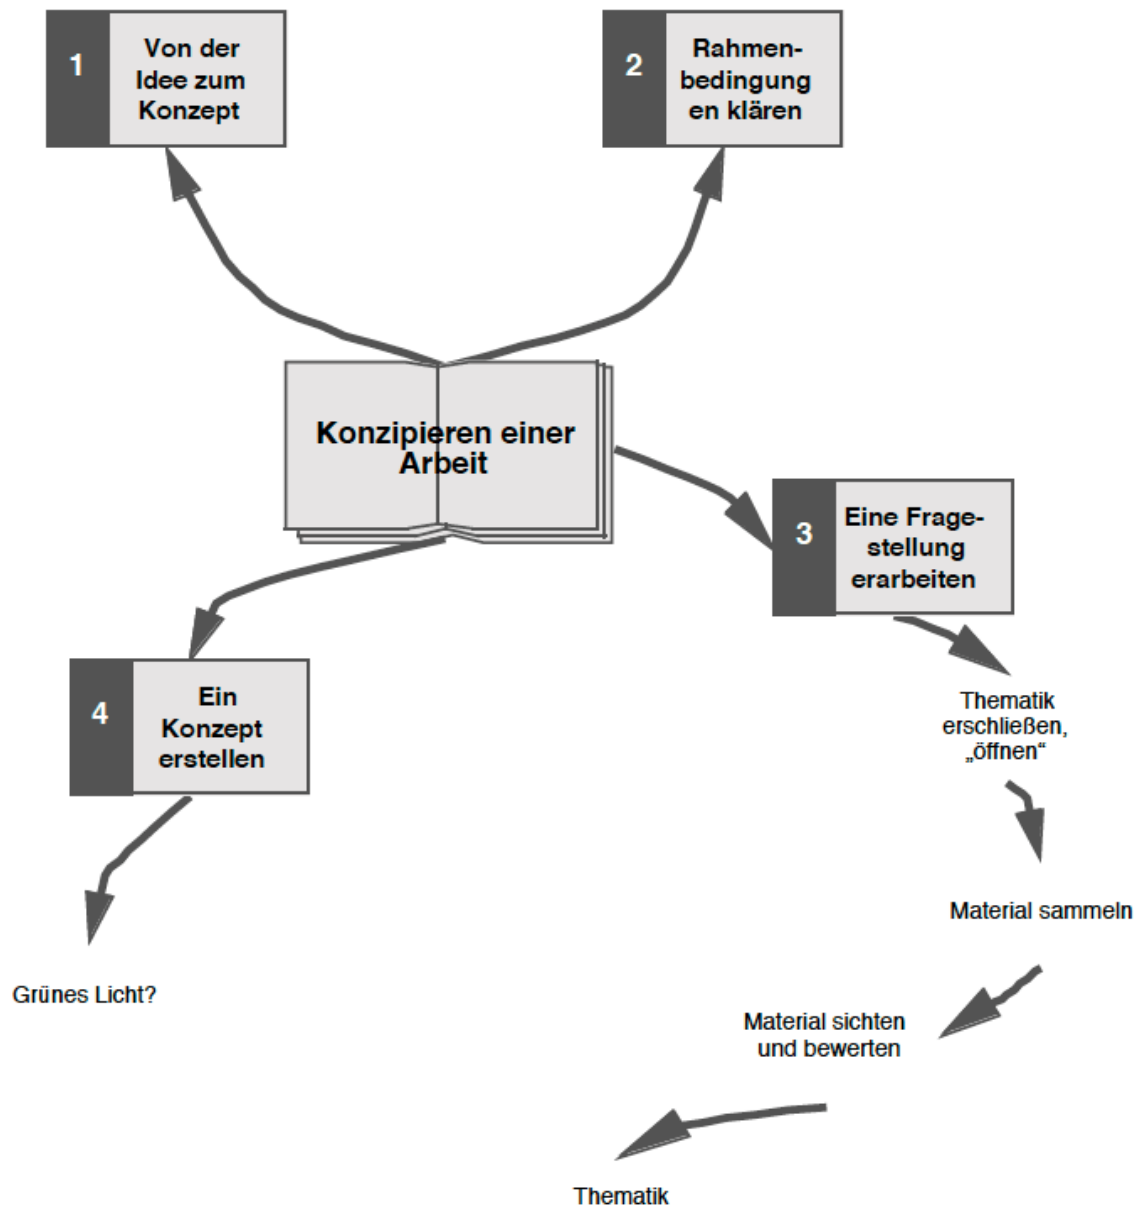 1
Von der
Idee zum
Konzept
2
Rahmen-
bedingung
en klären
Konzipieren einer
Arbeit
3
Eine Frage-
stellung
erarbeiten
4
Ein
Konzept
erstellen
Thematik
erschließen,
„öffnen“
Material sammeln
Grünes Licht?
Material sichten
und bewerten
Thematik